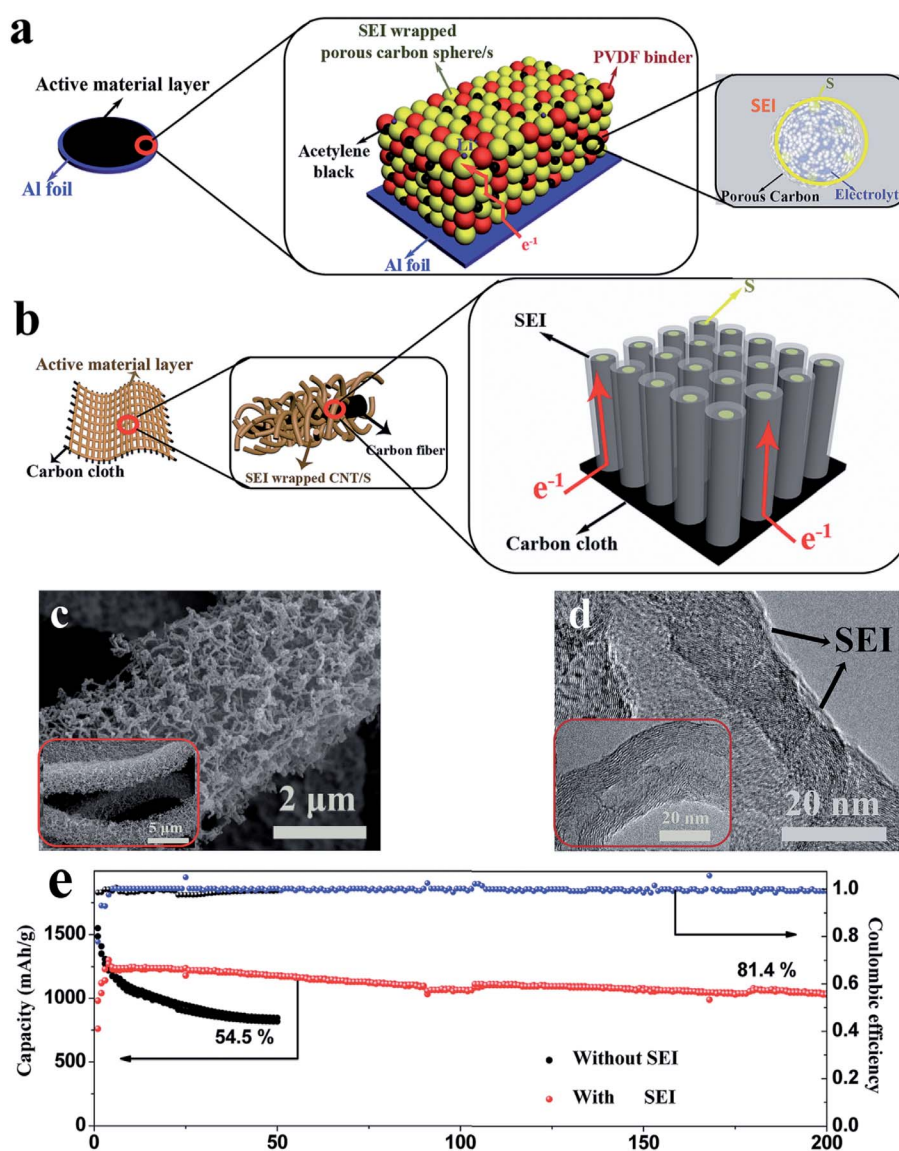 a
SEI wrapped
porous carbon sphere/s
PVDF binder
Active material layer
S
SEI
Acetylene
black
Li
Al foil
Porous Carbon
Electrolyt
e⁻¹
Al foil
b
S
SEI
Active material layer
Carbon fiber
Carbon cloth
SEI wrapped CNT/S
e⁻¹
Carbon cloth
e⁻¹
c
d
SEI
5 μm
2 μm
20 nm
20 nm
e
Capacity (mAh/g)
1500
1000
500
0
1.0
0.8
0.6
0.4
0.2
0.0
Coulombic efficiency
81.4 %
54.5 %
Without SEI
With SEI
0
50
100
150
200